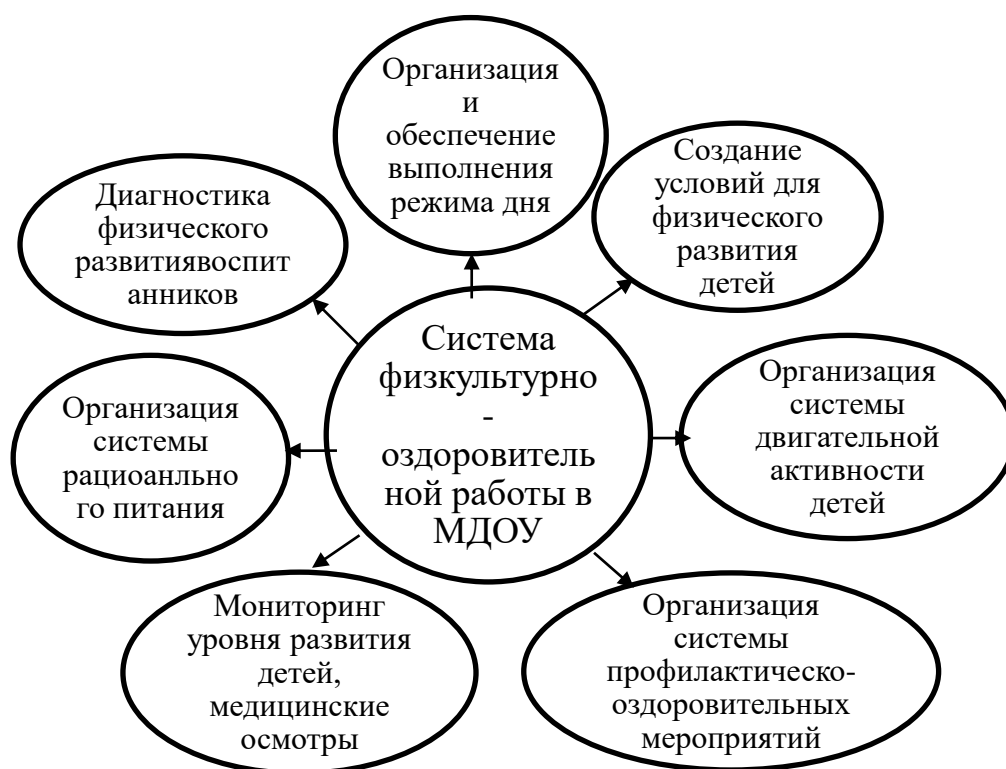 Организация
и
обеспечение
выполнения
режима дня
Создание
условий для
физического
развития
детей
Диагностика
физического
развитиявоспит
анников
Система
физкультурно
-
оздоровитель
ной работы в
МДОУ
Организация
системы
двигательной
активности
детей
Организация
системы
рациоанльно
го питания
Мониторинг
уровня развития
детей,
медицинские
осмотры
Организация
системы
профилактическо-
оздоровительных
мероприятий